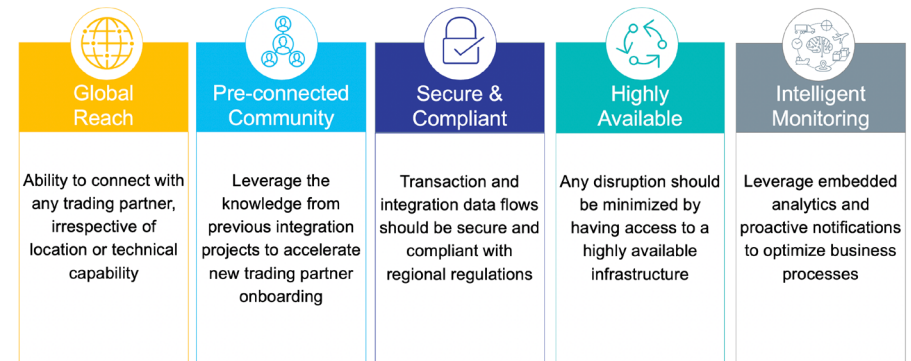 Global
Reach
Ability to connect with
any trading partner,
irrespective of
location or technical
capability
Pre-connected
Community
Leverage the
knowledge from
previous integration
projects to accelerate
new trading partner
onboarding
Secure &
Compliant
Transaction and
integration data flows
should be secure and
compliant with
regional regulations
Highly
Available
Any disruption should
be minimized by
having access to a
highly available
infrastructure
Intelligent
Monitoring
Leverage embedded
analytics and
proactive notifications
to optimize business
processes